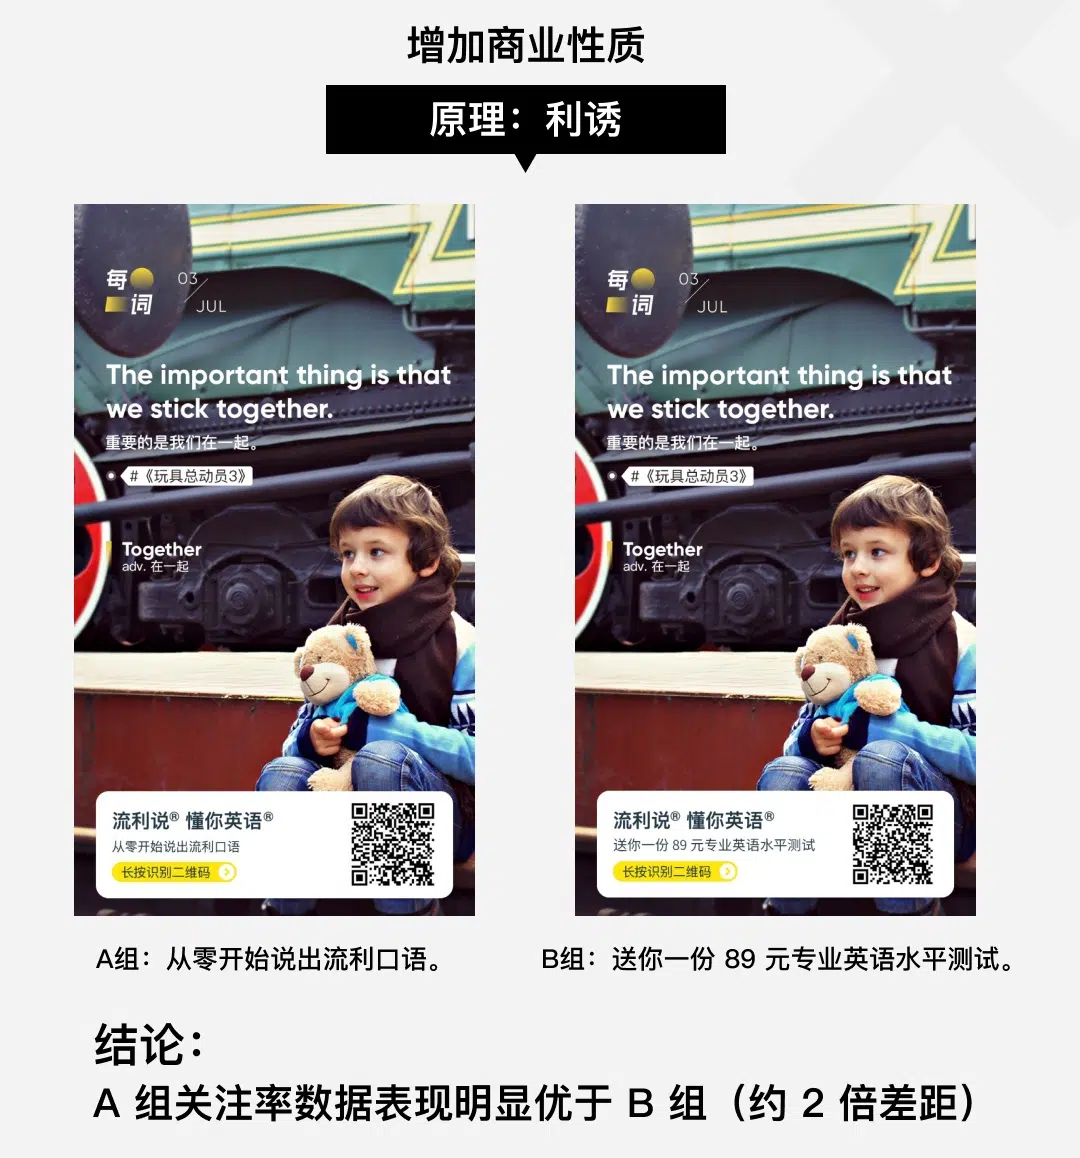 增加商业性质
原理：利诱
每
词
03
JUL
The important thing is that
we stick together.
重要的是我们在一起。
#《玩具总动员3》
Together
adv. 在一起
流利说® 懂你英语®
从零开始说出流利口语
长按识别二维码
每
词
03
JUL
The important thing is that
we stick together.
重要的是我们在一起。
#《玩具总动员3》
Together
adv. 在一起
流利说® 懂你英语®
送你一份 89 元专业英语水平测试
长按识别二维码
A组：从零开始说出流利口语。
B组：送你一份 89 元专业英语水平测试。
结论：
A 组关注率数据表现明显优于 B 组（约 2 倍差距）